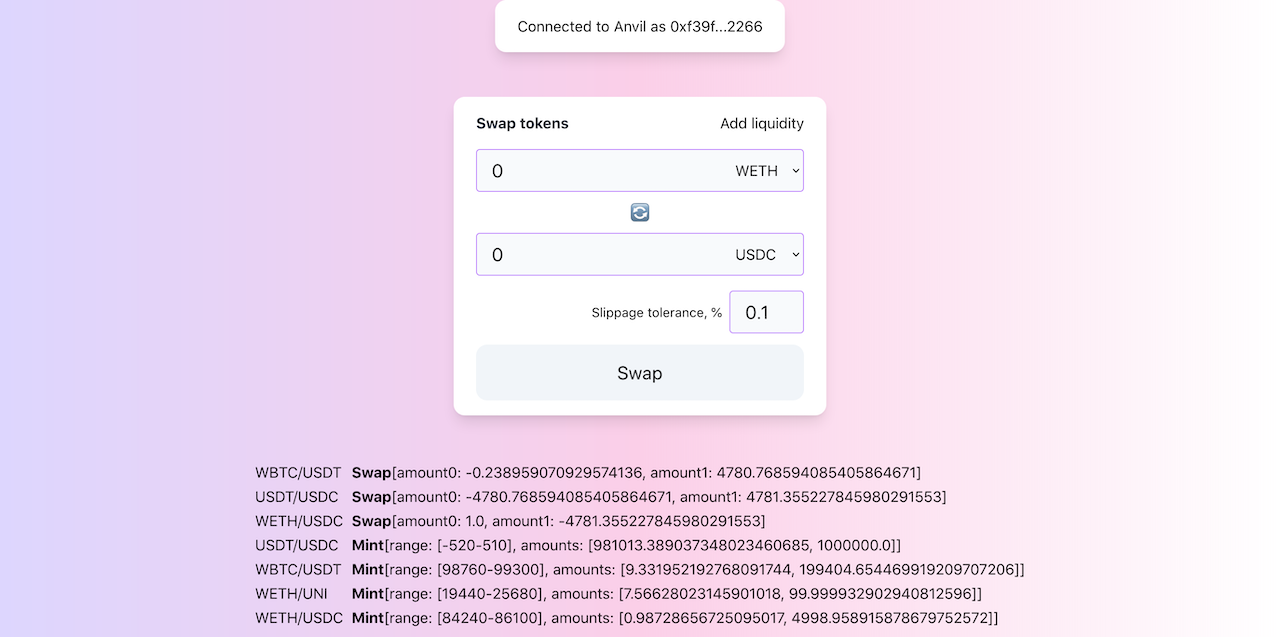 Connected to Anvil as 0xf39f...2266
Swap tokens Add liquidity
0 WETH
0 USDC
Slippage tolerance, % 0.1
Swap
WBTC/USDT Swap[amount0: -0.238959070929574136, amount1: 4780.768594085405864671]
USDT/USDC Swap[amount0: -4780.768594085405864671, amount1: 4781.355227845980291553]
WETH/USDC Swap[amount0: 1.0, amount1: -4781.355227845980291553]
USDT/USDC Mint[range: [-520-510], amounts: [981013.389037348023460685, 1000000.0]]
WBTC/USDT Mint[range: [98760-99300], amounts: [9.331952192768091744, 199404.654469919209707206]]
WETH/UNI Mint[range: [19440-25680], amounts: [7.56628023145901018, 99.999932902940812596]]
WETH/USDC Mint[range: [84240-86100], amounts: [0.98728656725095017, 4998.958915878679752572]]